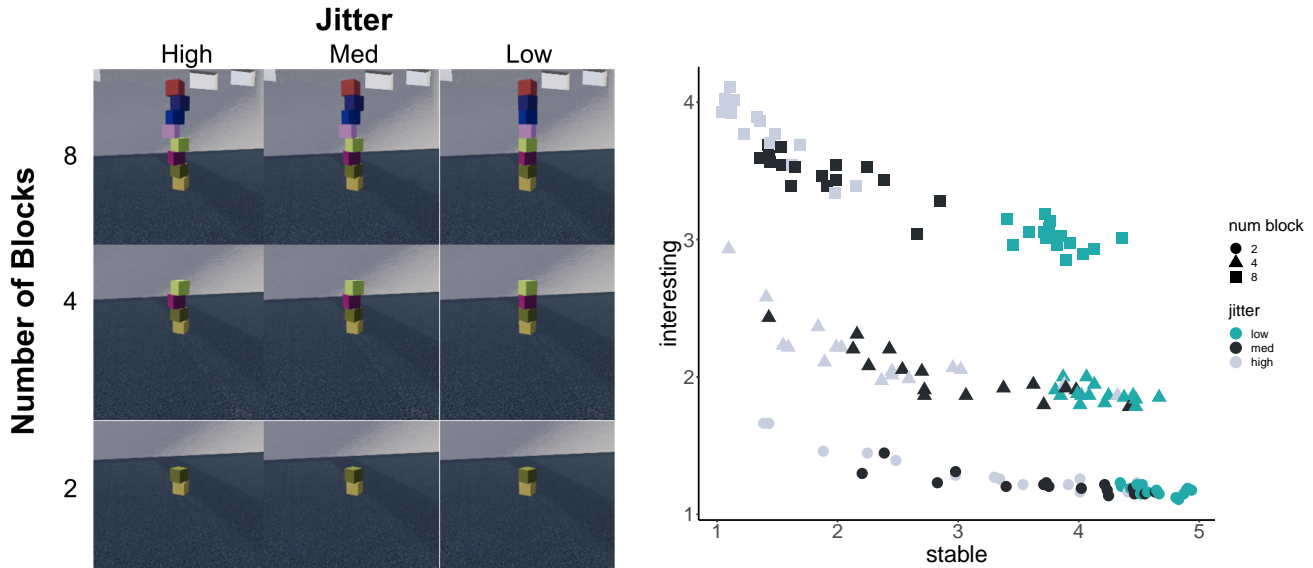 Jitter
High Med Low
Number of Blocks
8
4
2
interesting
4
3
2
1
1 2 3 4 5
stable
num block
2
4
8
jitter
low
med
high